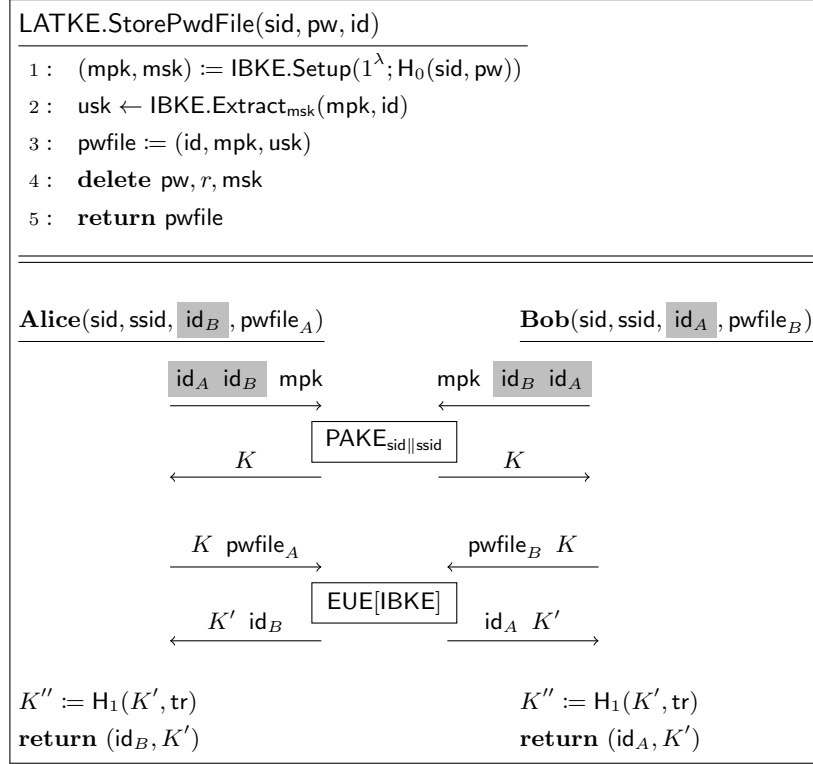 LATKE.StorePwdFile(sid, pw, id)
1 : (mpk, msk) := IBKE.Setup(1^λ; H₀(sid, pw))
2 : usk ← IBKE.Extract_msk(mpk, id)
3 : pwfile := (id, mpk, usk)
4 : delete pw, r, msk
5 : return pwfile
Alice(sid, ssid, id_B, pwfile_A) Bob(sid, ssid, id_A, pwfile_B)
id_A id_B mpk mpk id_B id_A
PAKE_sid∥ssid
K K
K pwfile_A pwfile_B K
EUE[IBKE]
K′ id_B id_A K′
K″ := H₁(K′, tr) K″ := H₁(K′, tr)
return (id_B, K′) return (id_A, K′)